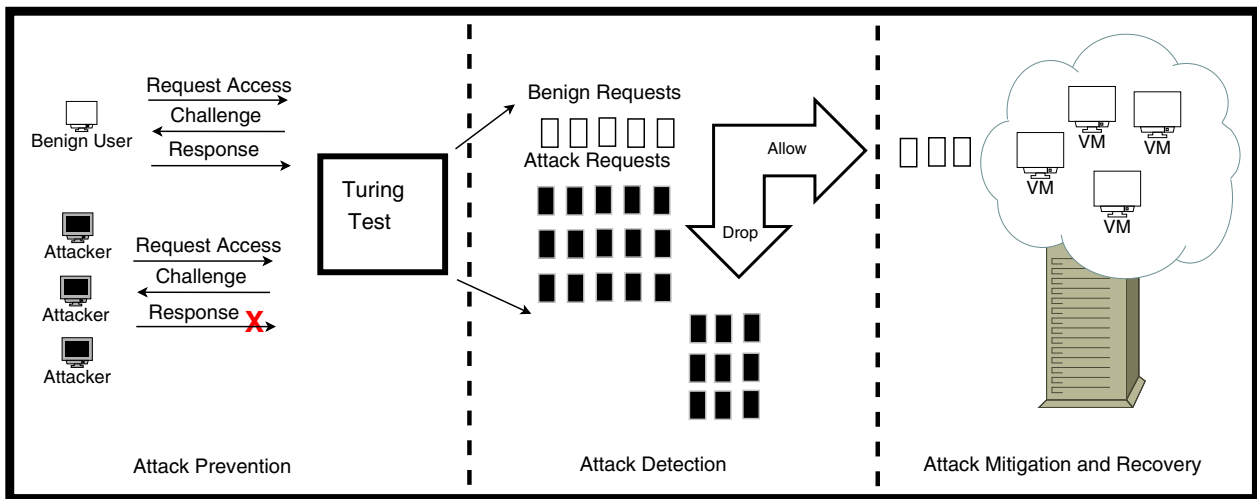 Request Access
Challenge
Response
Benign User
Attacker
Attacker
Attacker
Request Access
Challenge
Response
X
Turing
Test
Attack Prevention
Benign Requests
Attack Requests
Allow
Drop
Attack Detection
VM
VM
VM
VM
Attack Mitigation and Recovery